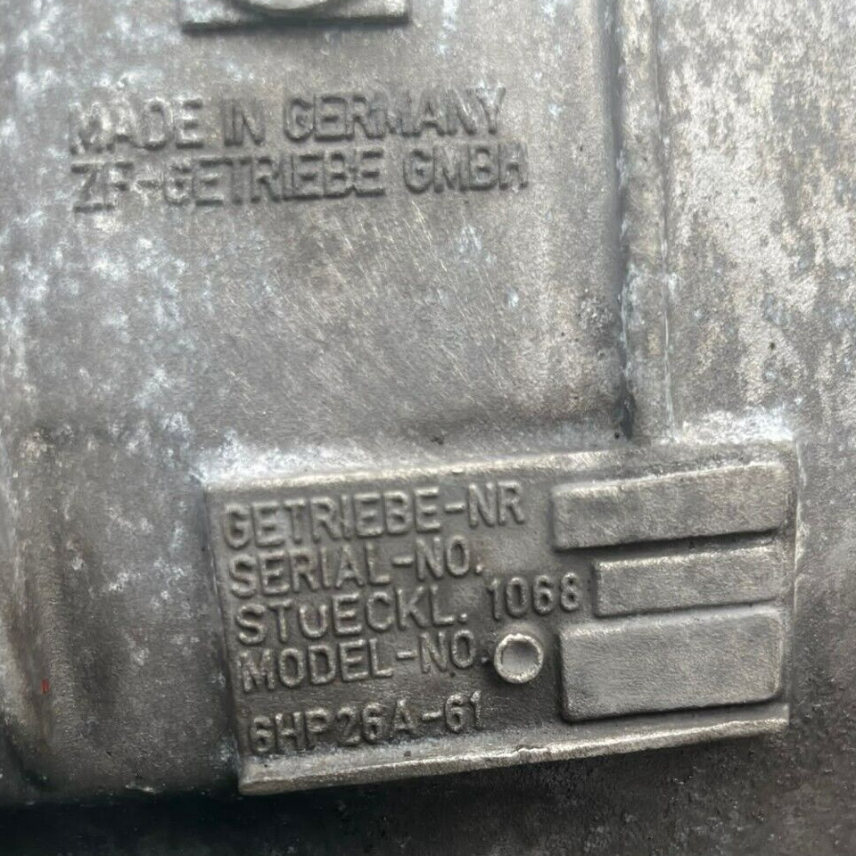 MADE IN GERMANY
ZF-GETRIEBE GMBH
GETRIEBE-NR
SERIAL-NO.
STUECKL. 1068
MODEL-NO.
6HP26A-61